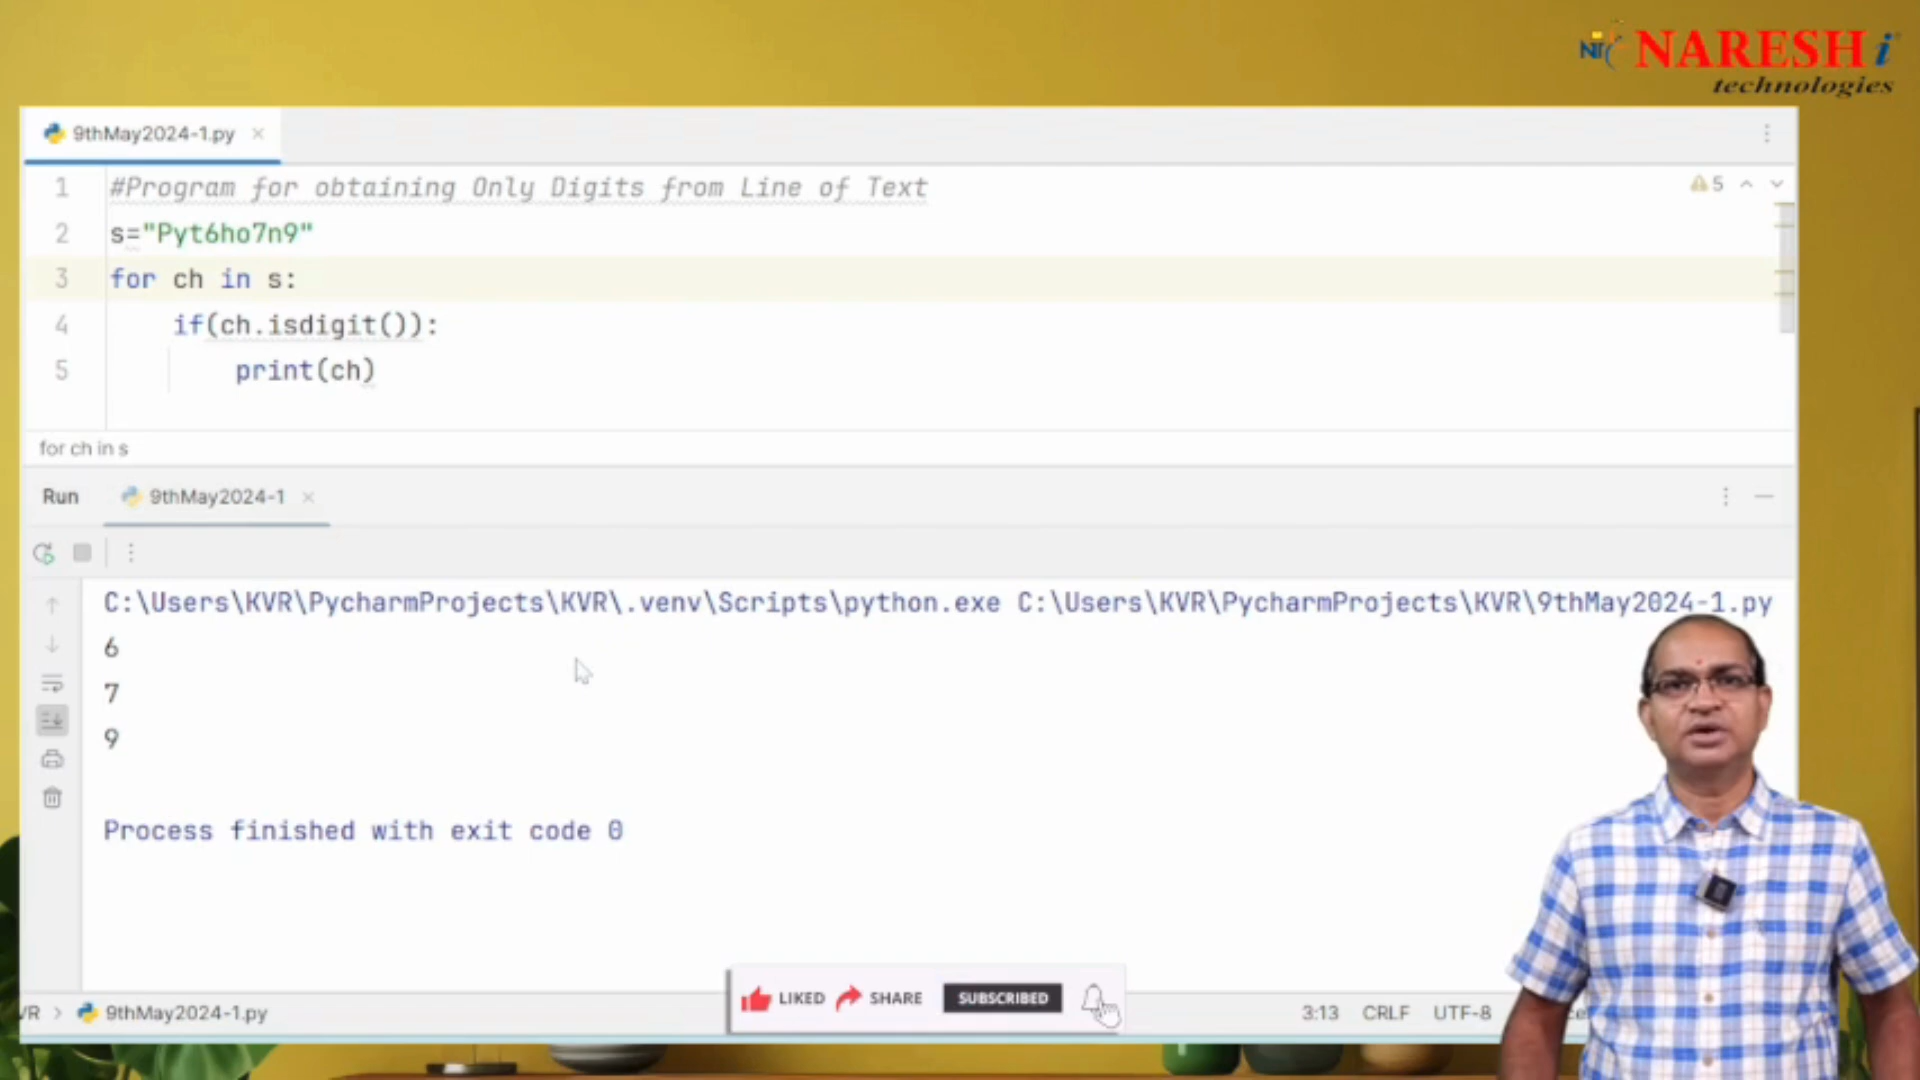 NARESH i
technologies
9thMay2024-1.py
1 #Program for obtaining Only Digits from Line of Text
5
2 s="Pyt6ho7n9"
3 for ch in s:
4 if(ch.isdigit()):
5 print(ch)
for ch in s
Run 9thMay2024-1
C:\Users\KVR\PycharmProjects\KVR\.venv\Scripts\python.exe C:\Users\KVR\PycharmProjects\KVR\9thMay2024-1.py
6
7
9
Process finished with exit code 0
LIKED SHARE SUBSCRIBED
VR > 9thMay2024-1.py 3:13 CRLF UTF-8